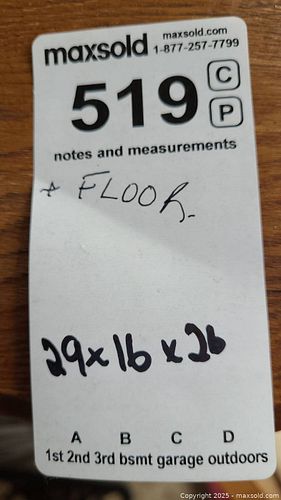 maxsold maxsold.com
1-877-257-7799
519 C
P
notes and measurements
+ FLOOR.
29x16x26
A B C D
1st 2nd 3rd bsmt garage outdoors
Copyright 2025 - maxsold.com